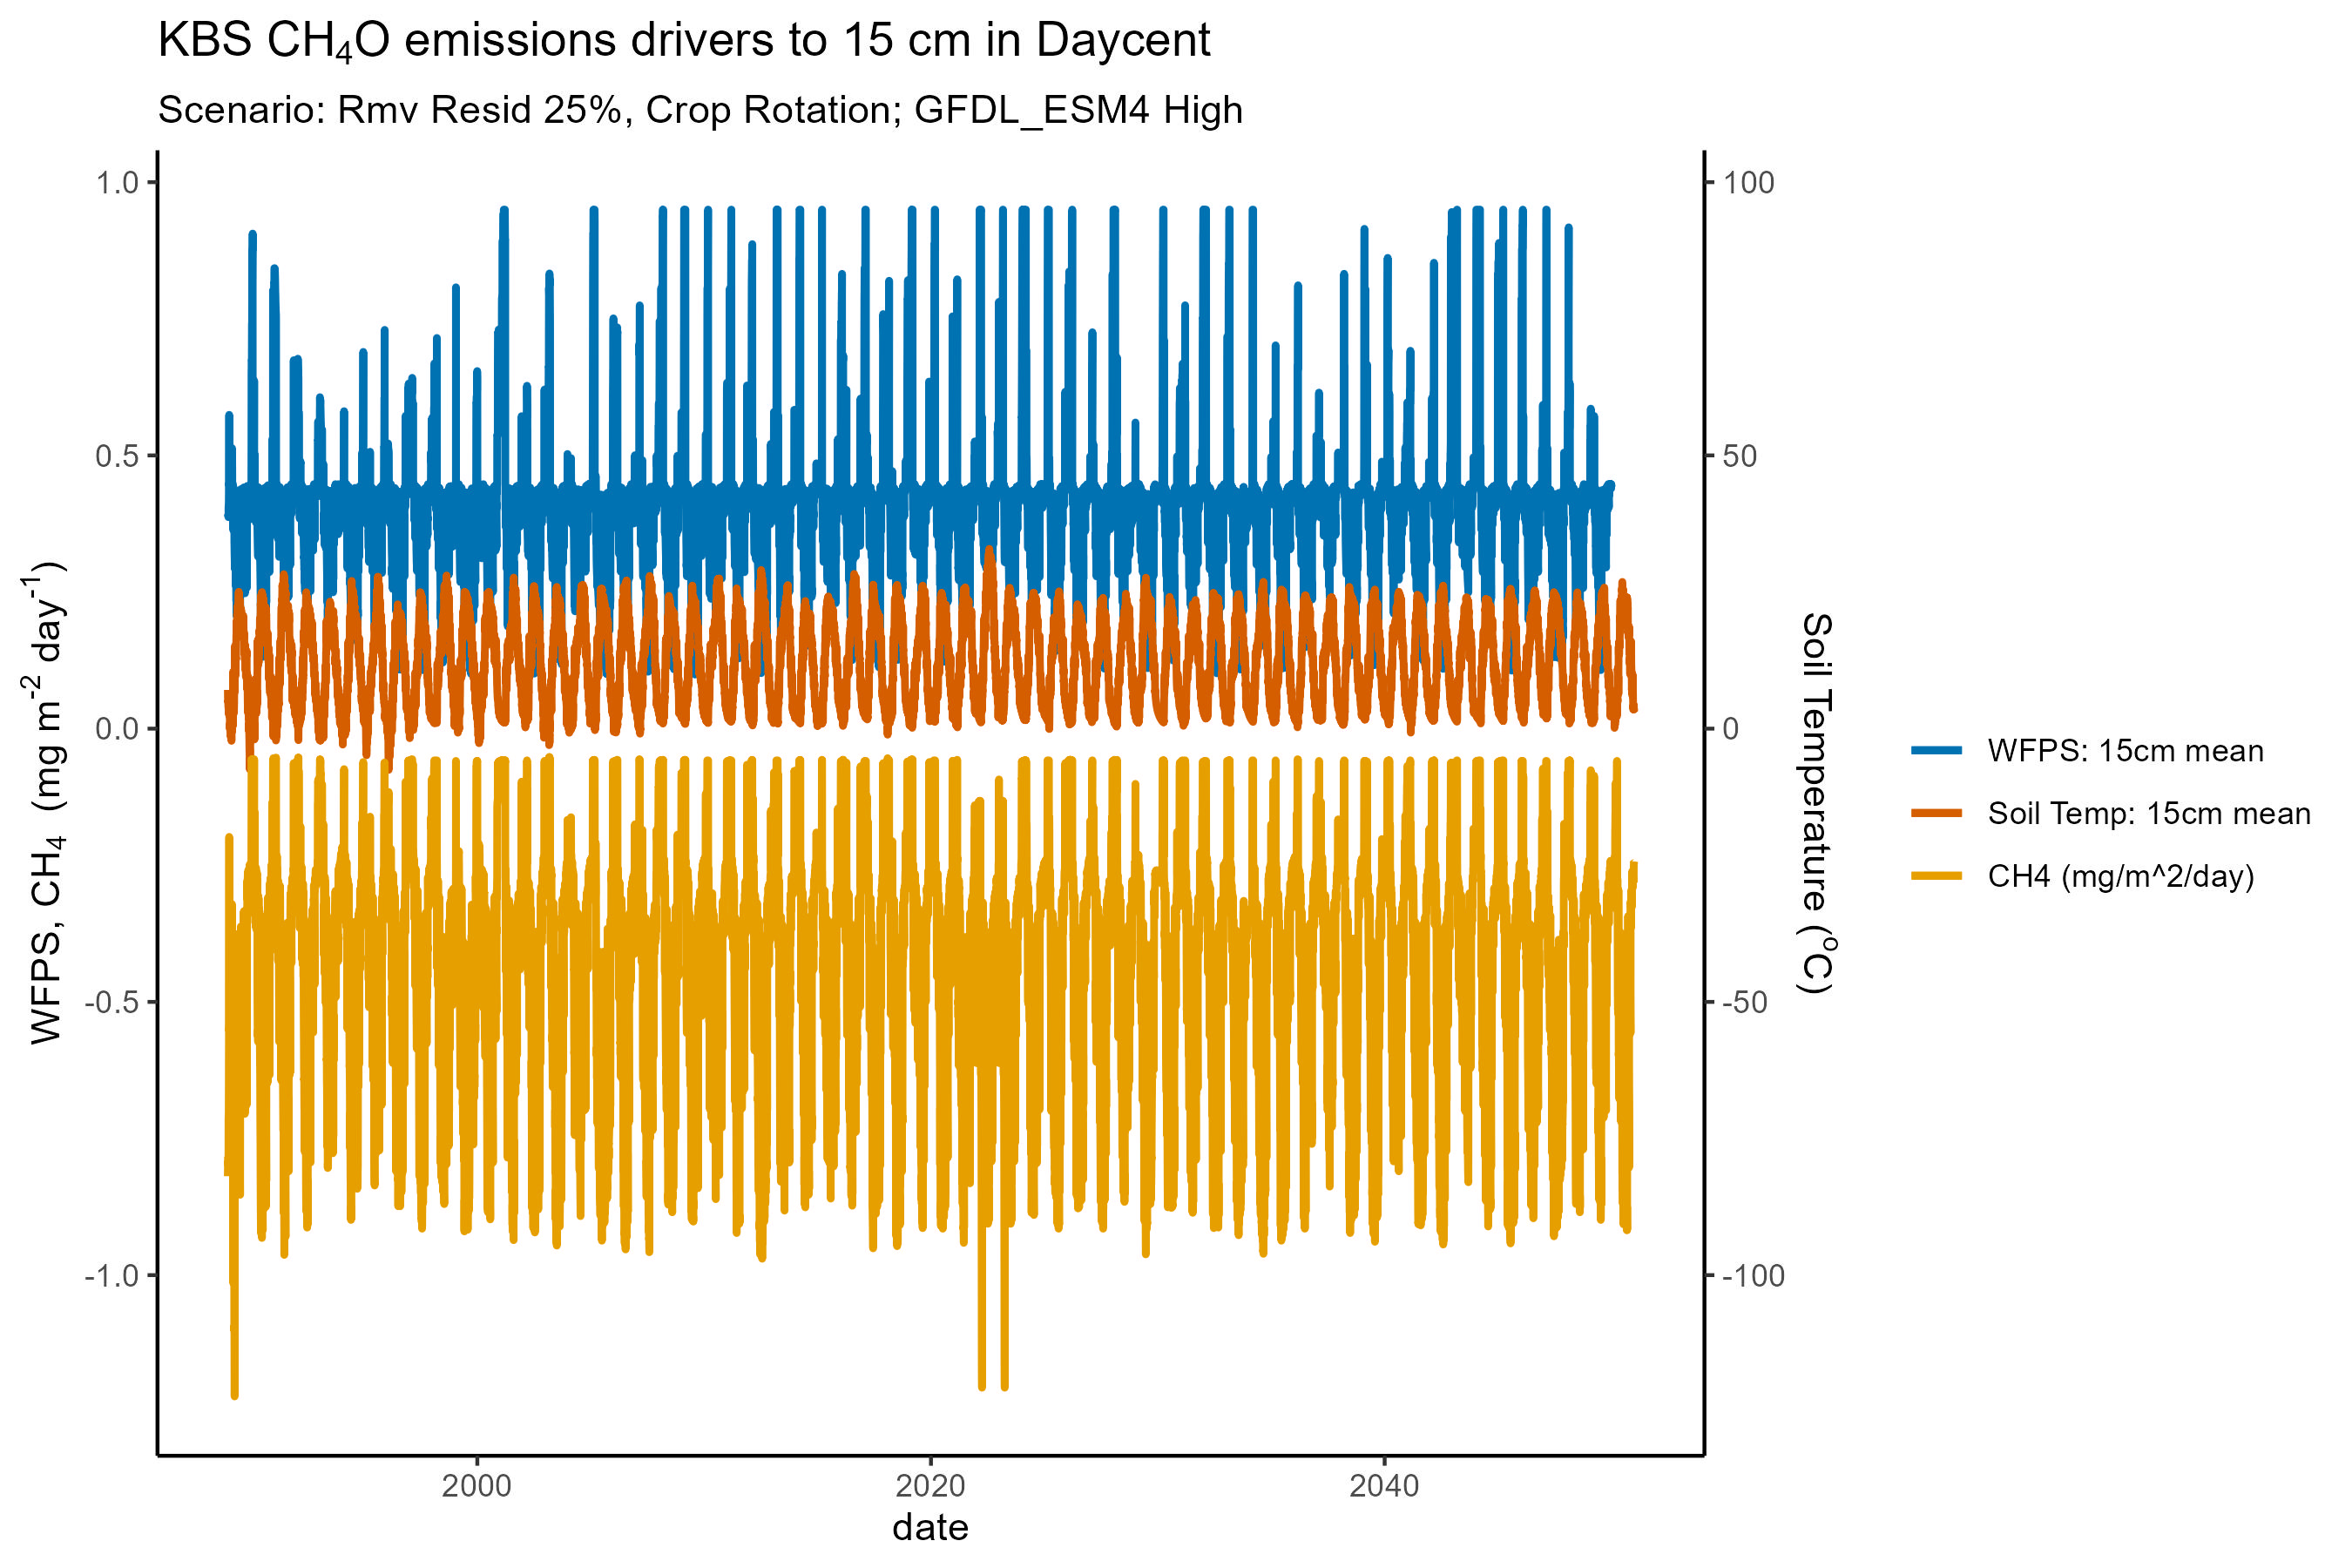 KBS CH₄O emissions drivers to 15 cm in Daycent
Scenario: Rmv Resid 25%, Crop Rotation; GFDL_ESM4 High
WFPS, CH₄ (mg m⁻² day⁻¹)
1.0
0.5
0.0
-0.5
-1.0
100
50
0
-50
-100
Soil Temperature (°C)
2000
2020
2040
date
WFPS: 15cm mean
Soil Temp: 15cm mean
CH4 (mg/m^2/day)